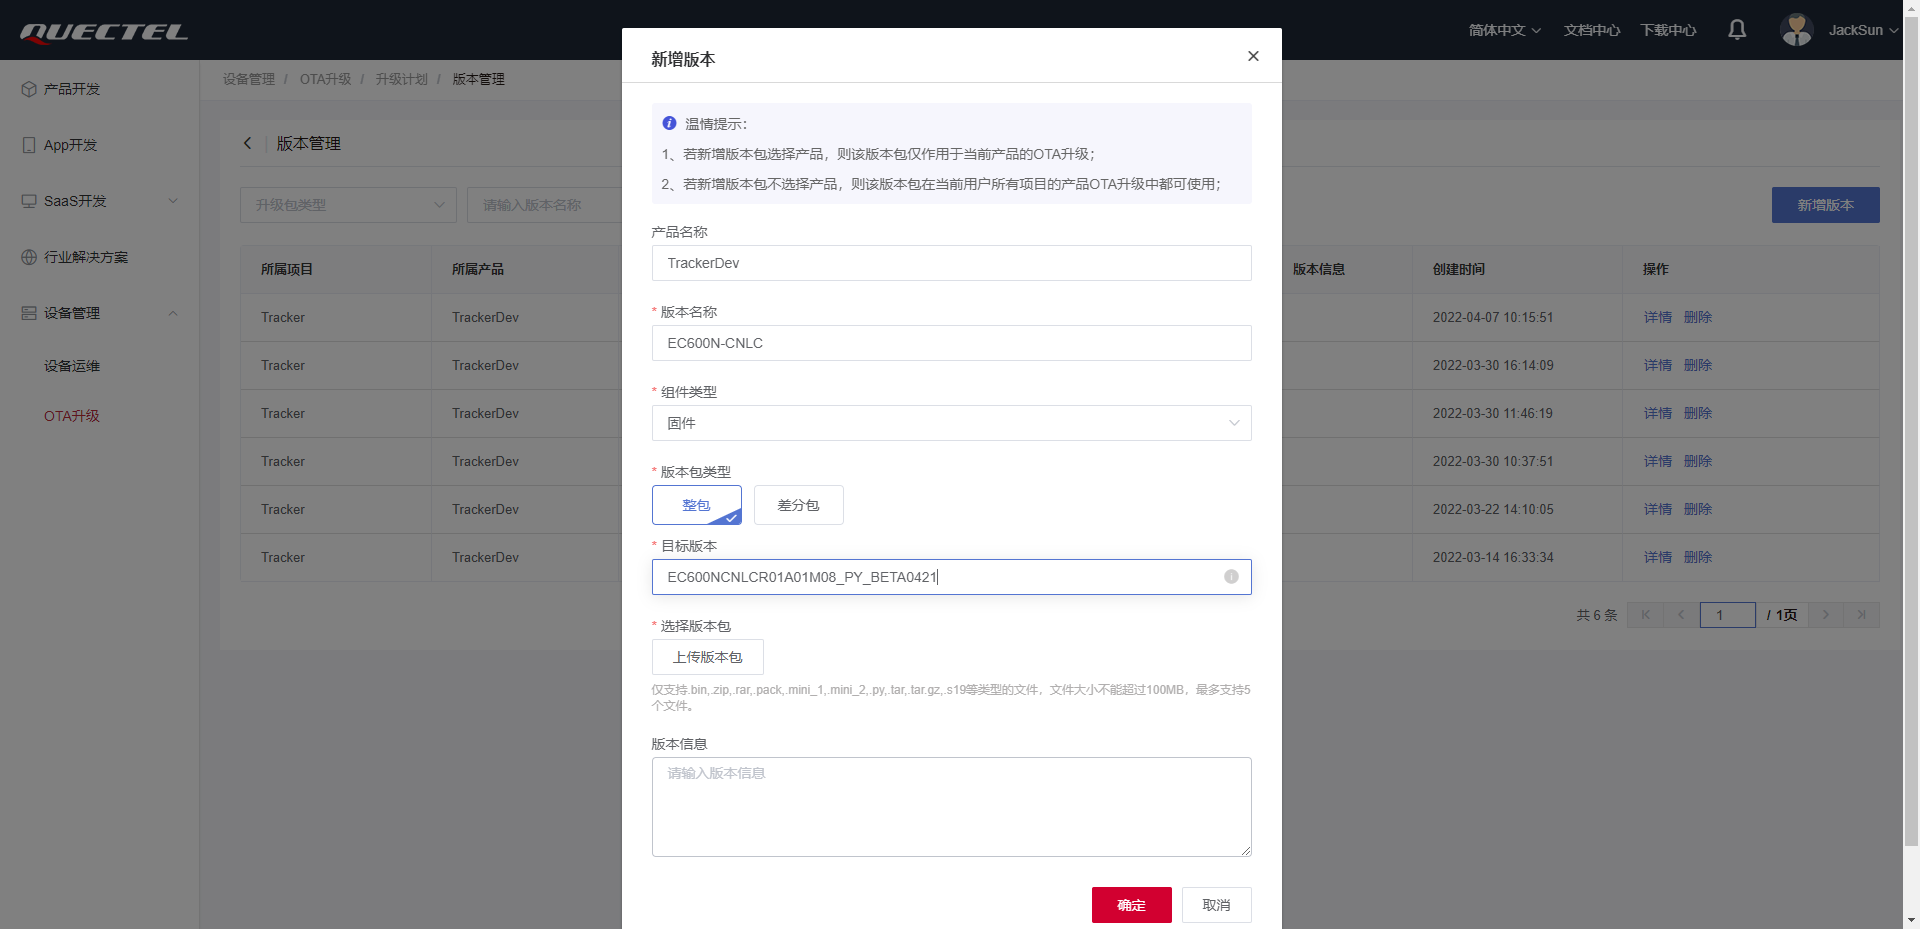 QUECTEL
简体中文
文档中心
下载中心
JackSun
产品开发
App开发
SaaS开发
行业解决方案
设备管理
设备运维
OTA升级
设备管理 / OTA升级 / 升级计划 / 版本管理
版本管理
升级包类型
请输入版本名称
新增版本
所属项目
所属产品
版本信息
创建时间
操作
Tracker
TrackerDev
2022-04-07 10:15:51
详情 删除
Tracker
TrackerDev
2022-03-30 16:14:09
详情 删除
Tracker
TrackerDev
2022-03-30 11:46:19
详情 删除
Tracker
TrackerDev
2022-03-30 10:37:51
详情 删除
Tracker
TrackerDev
2022-03-22 14:10:05
详情 删除
Tracker
TrackerDev
2022-03-14 16:33:34
详情 删除
共 6 条
1
/ 1页
新增版本
温情提示：
1、若新增版本包选择产品，则该版本包仅作用于当前产品的OTA升级；
2、若新增版本包不选择产品，则该版本包在当前用户所有项目的产品OTA升级中都可使用；
产品名称
TrackerDev
* 版本名称
EC600N-CNLC
* 组件类型
固件
* 版本包类型
整包
差分包
* 目标版本
EC600NCNLCR01A01M08_PY_BETA0421
* 选择版本包
上传版本包
仅支持.bin,.zip,.rar,.pack,.mini_1,.mini_2,.py,.tar,.tar.gz,.s19等类型的文件，文件大小不能超过100MB，最多支持5
个文件。
版本信息
请输入版本信息
确定
取消